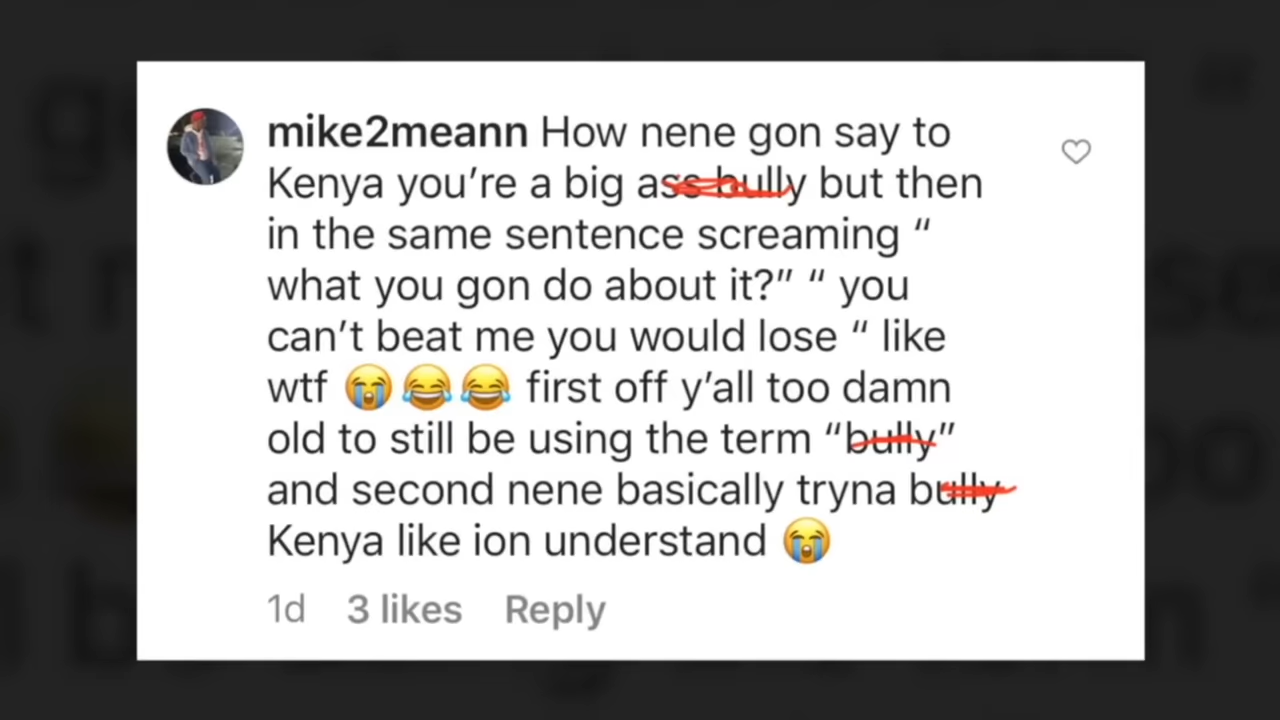 mike2meann How nene gon say to
Kenya you're a big ass bully but then
in the same sentence screaming “
what you gon do about it?” “ you
can't beat me you would lose “ like
wtf 😭😂😂 first off y'all too damn
old to still be using the term “bully”
and second nene basically tryna bully
Kenya like ion understand 😭
1d 3 likes Reply